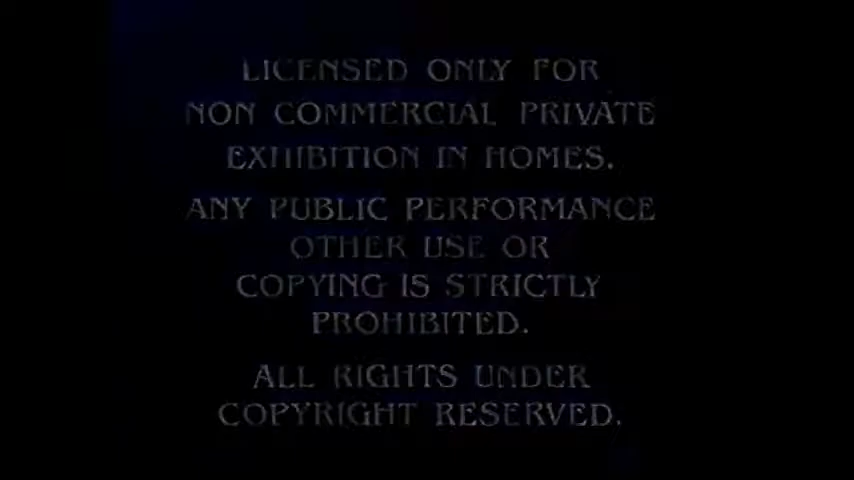 LICENSED ONLY FOR
NON COMMERCIAL PRIVATE
EXHIBITION IN HOMES.
ANY PUBLIC PERFORMANCE
OTHER USE OR
COPYING IS STRICTLY
PROHIBITED.
ALL RIGHTS UNDER
COPYRIGHT RESERVED.